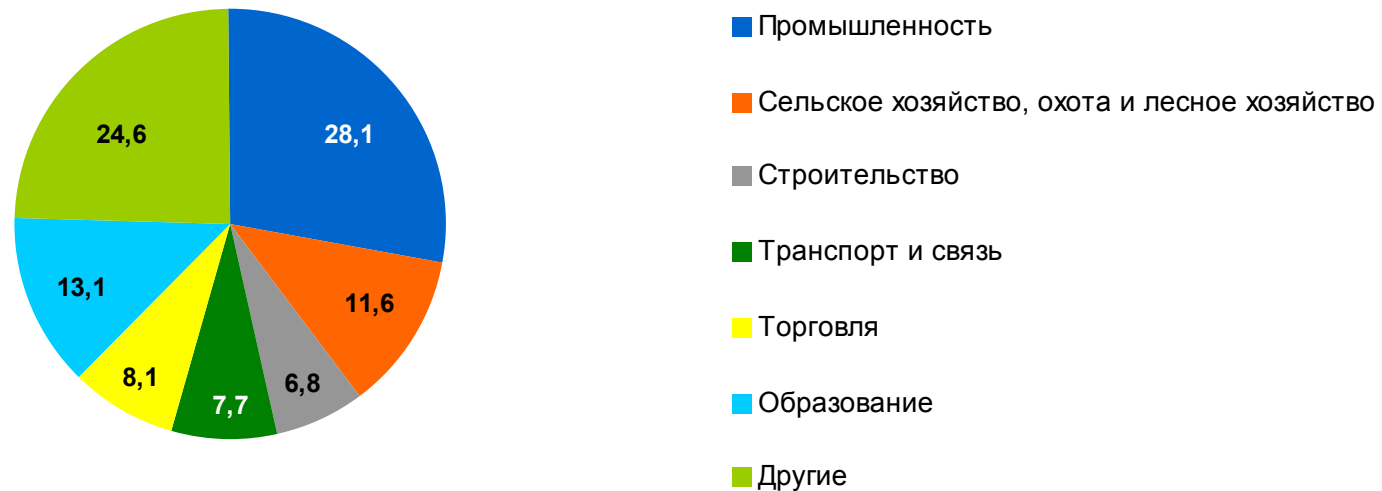 28,1
11,6
6,8
7,7
8,1
13,1
24,6
Промышленность
Сельское хозяйство, охота и лесное хозяйство
Строительство
Транспорт и связь
Торговля
Образование
Другие